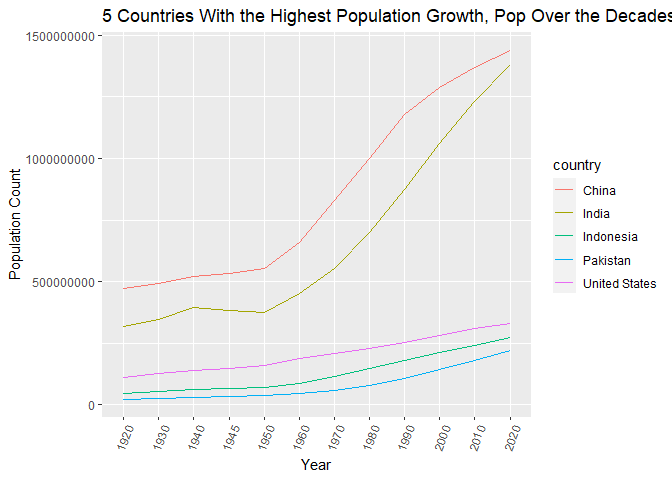 5 Countries With the Highest Population Growth, Pop Over the Decades
1500000000
1000000000
500000000
0
Population Count
1920
1930
1940
1945
1950
1960
1970
1980
1990
2000
2010
2020
Year
country
China
India
Indonesia
Pakistan
United States